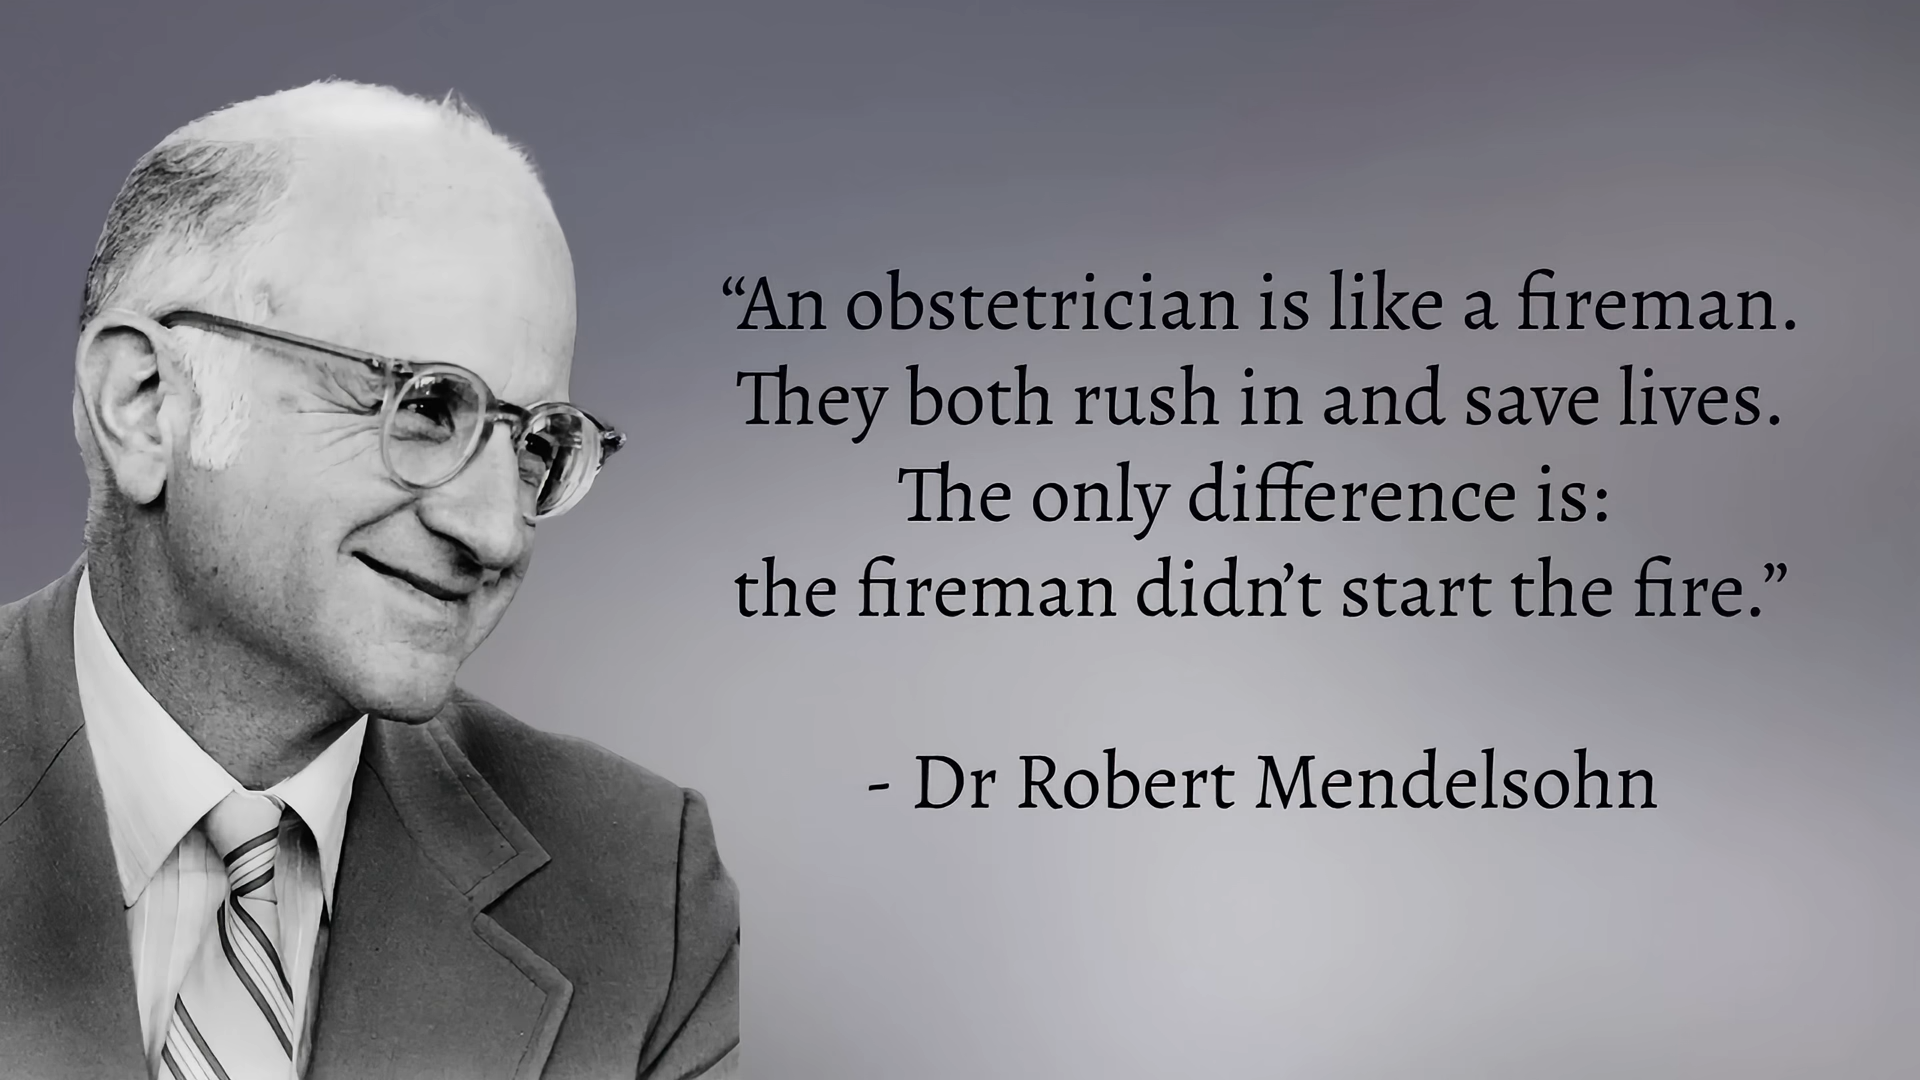 “An obstetrician is like a fireman.
They both rush in and save lives.
The only difference is:
the fireman didn’t start the fire.”
- Dr Robert Mendelsohn